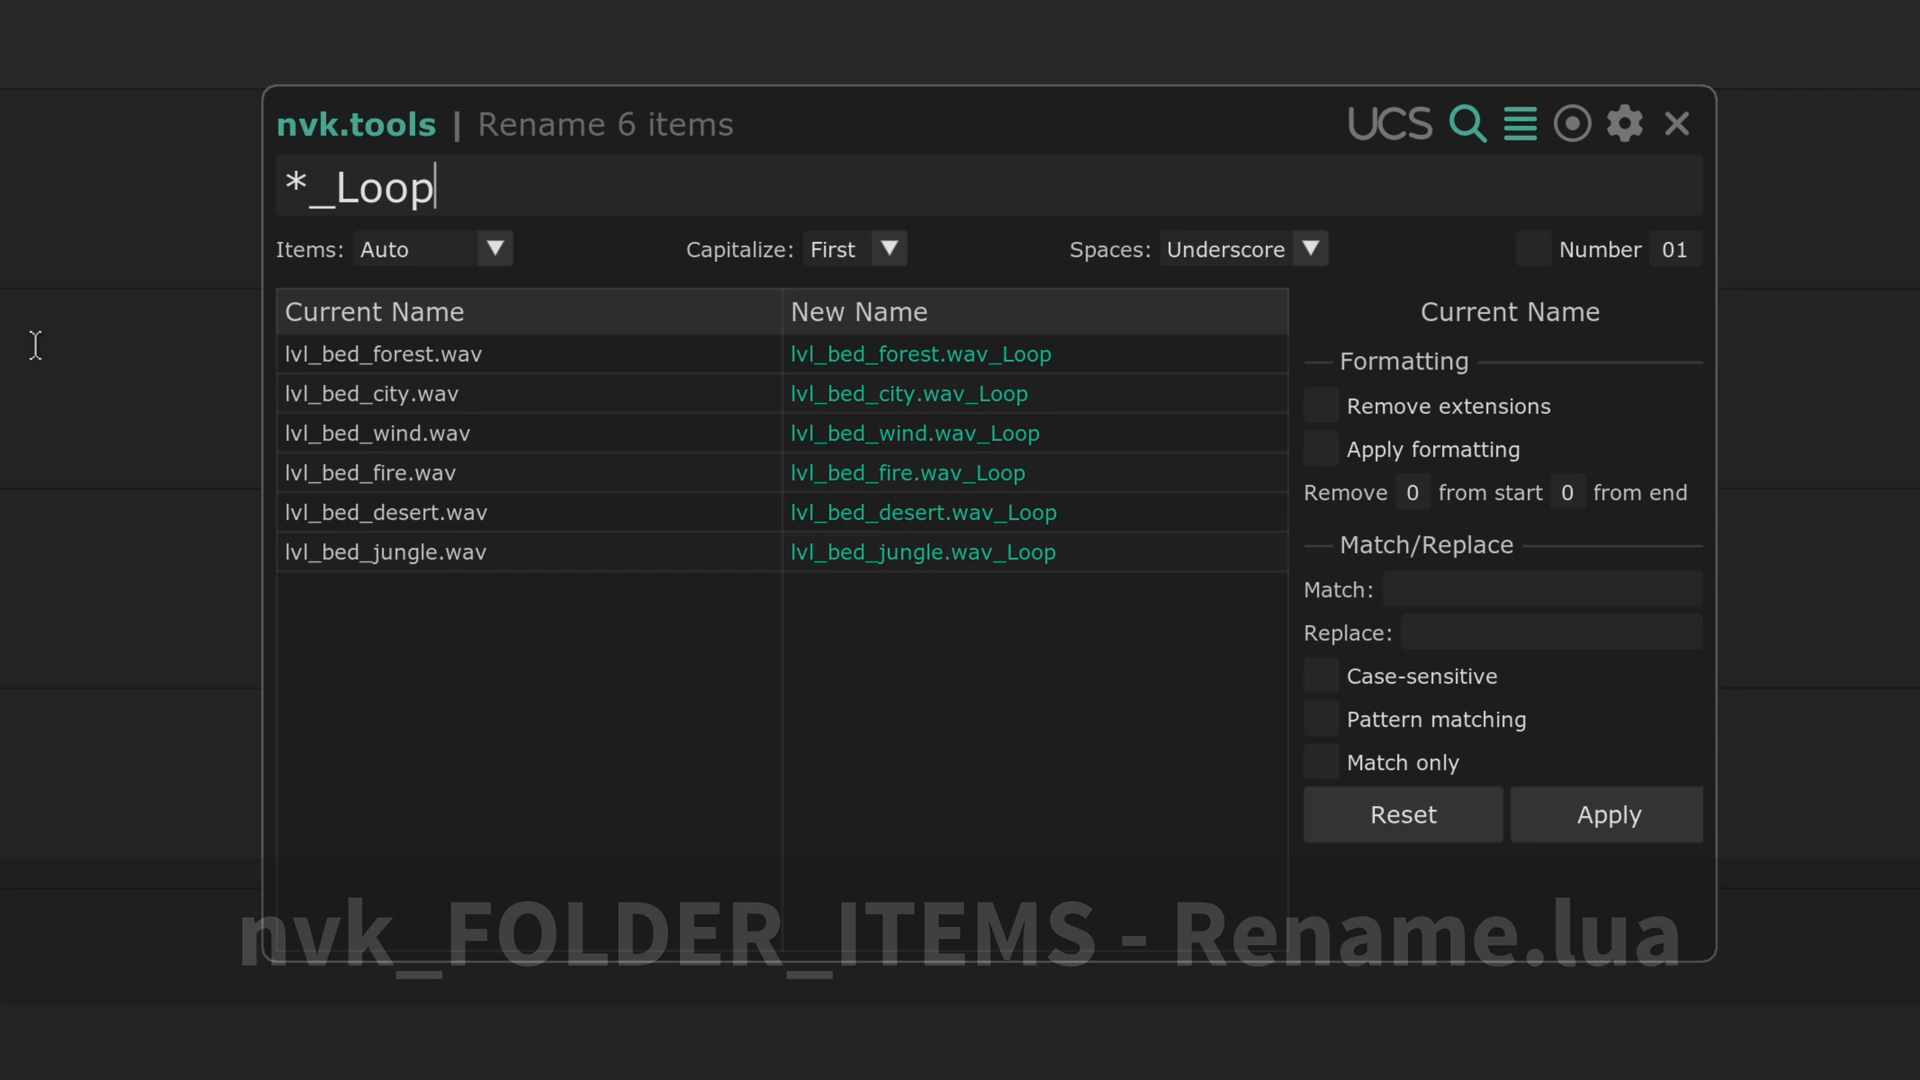 nvk.tools | Rename 6 items UCS
*_Loop
Items: Auto Capitalize: First Spaces: Underscore Number 01
Current Name New Name Current Name
lvl_bed_forest.wav lvl_bed_forest.wav_Loop
lvl_bed_city.wav lvl_bed_city.wav_Loop
lvl_bed_wind.wav lvl_bed_wind.wav_Loop
lvl_bed_fire.wav lvl_bed_fire.wav_Loop
lvl_bed_desert.wav lvl_bed_desert.wav_Loop
lvl_bed_jungle.wav lvl_bed_jungle.wav_Loop
Formatting
Remove extensions
Apply formatting
Remove 0 from start 0 from end
Match/Replace
Match:
Replace:
Case-sensitive
Pattern matching
Match only
Reset Apply
nvk_FOLDER_ITEMS - Rename.lua